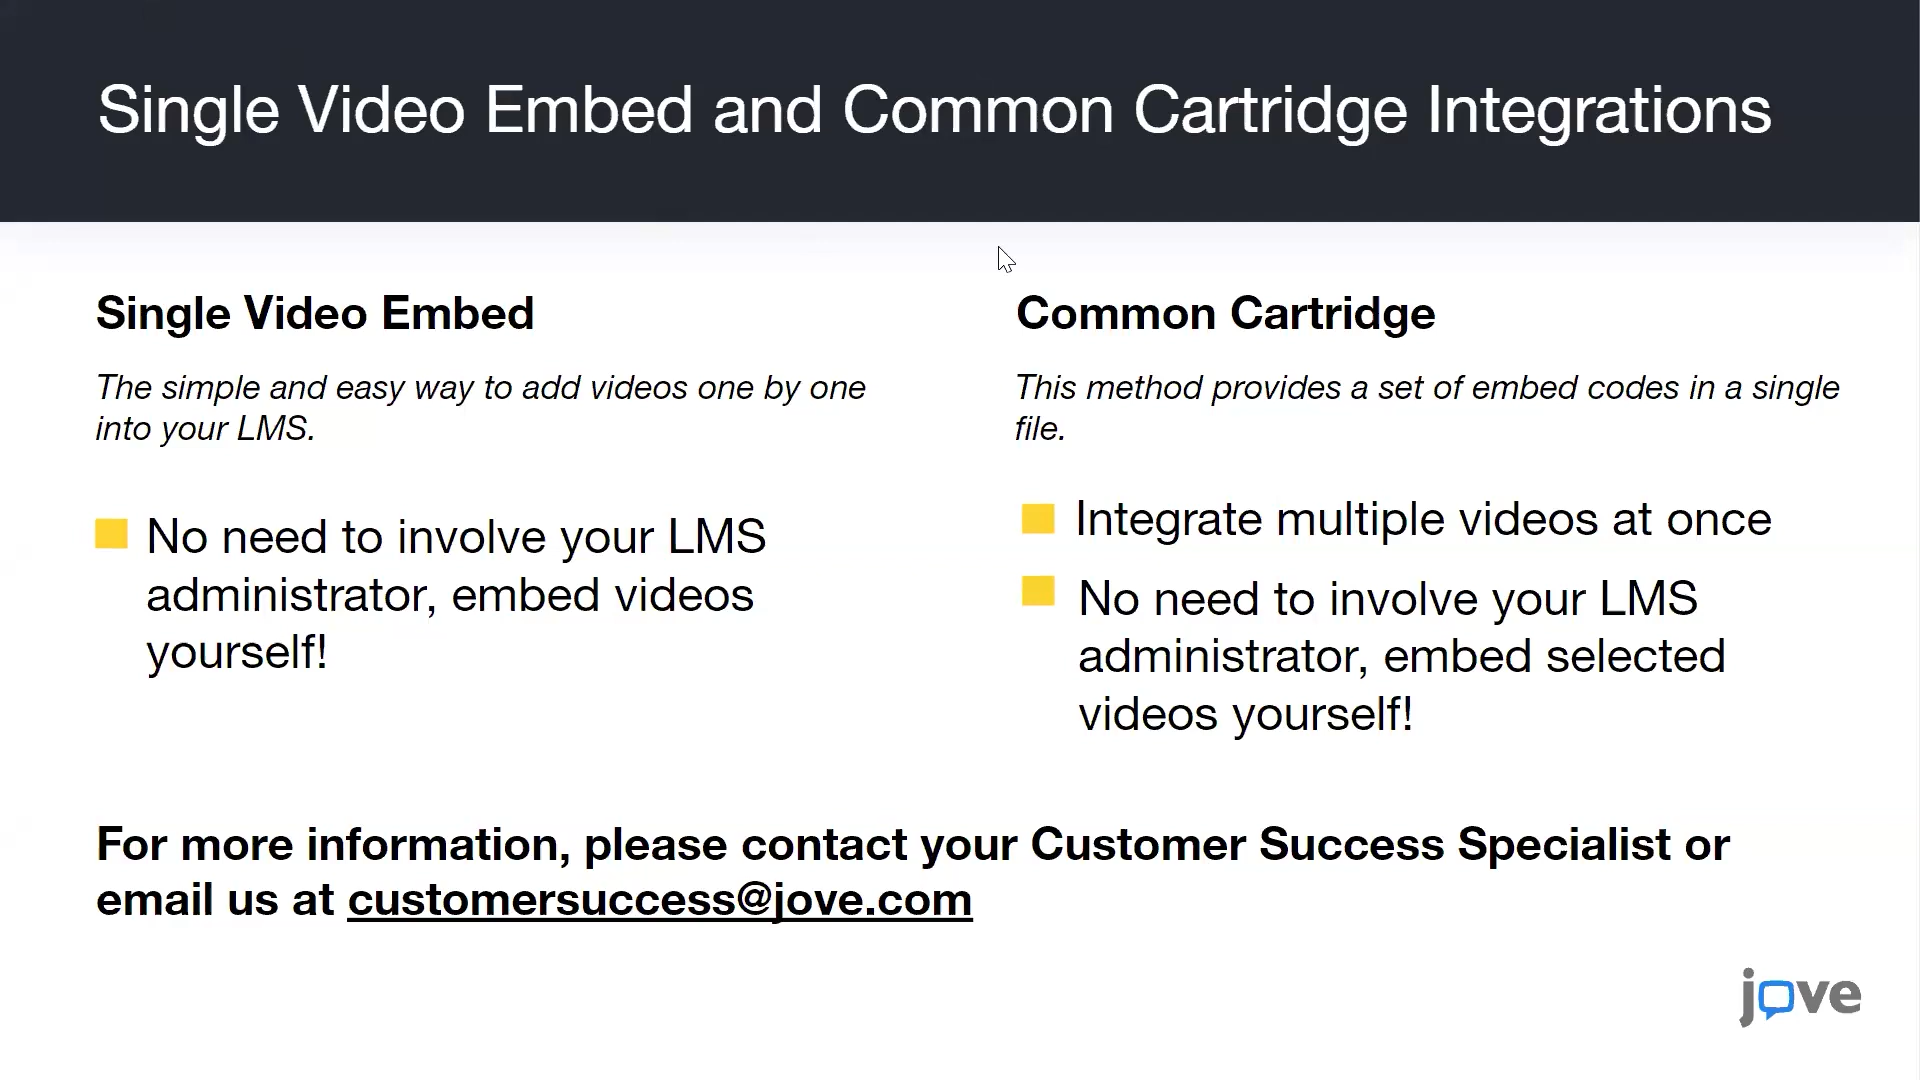 Single Video Embed and Common Cartridge Integrations
Single Video Embed
The simple and easy way to add videos one by one
into your LMS.
No need to involve your LMS
administrator, embed videos
yourself!
Common Cartridge
This method provides a set of embed codes in a single
file.
Integrate multiple videos at once
No need to involve your LMS
administrator, embed selected
videos yourself!
For more information, please contact your Customer Success Specialist or
email us at customersuccess@jove.com
jove